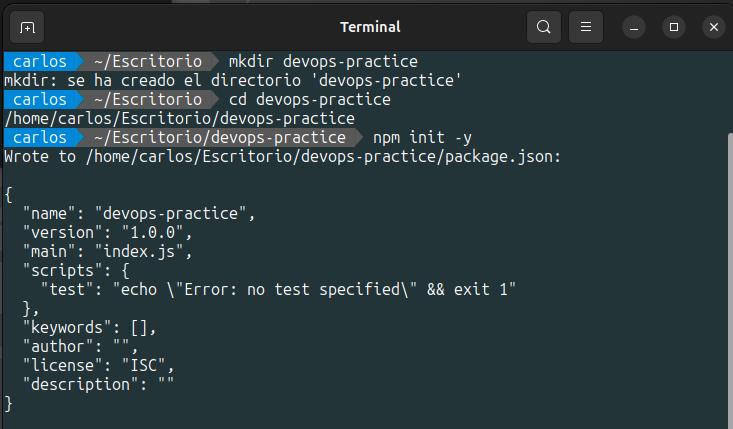 Terminal
carlos ~/Escritorio mkdir devops-practice
mkdir: se ha creado el directorio 'devops-practice'
carlos ~/Escritorio cd devops-practice
/home/carlos/Escritorio/devops-practice
carlos ~/Escritorio/devops-practice npm init -y
Wrote to /home/carlos/Escritorio/devops-practice/package.json:

{
  "name": "devops-practice",
  "version": "1.0.0",
  "main": "index.js",
  "scripts": {
    "test": "echo \"Error: no test specified\" && exit 1"
  },
  "keywords": [],
  "author": "",
  "license": "ISC",
  "description": ""
}